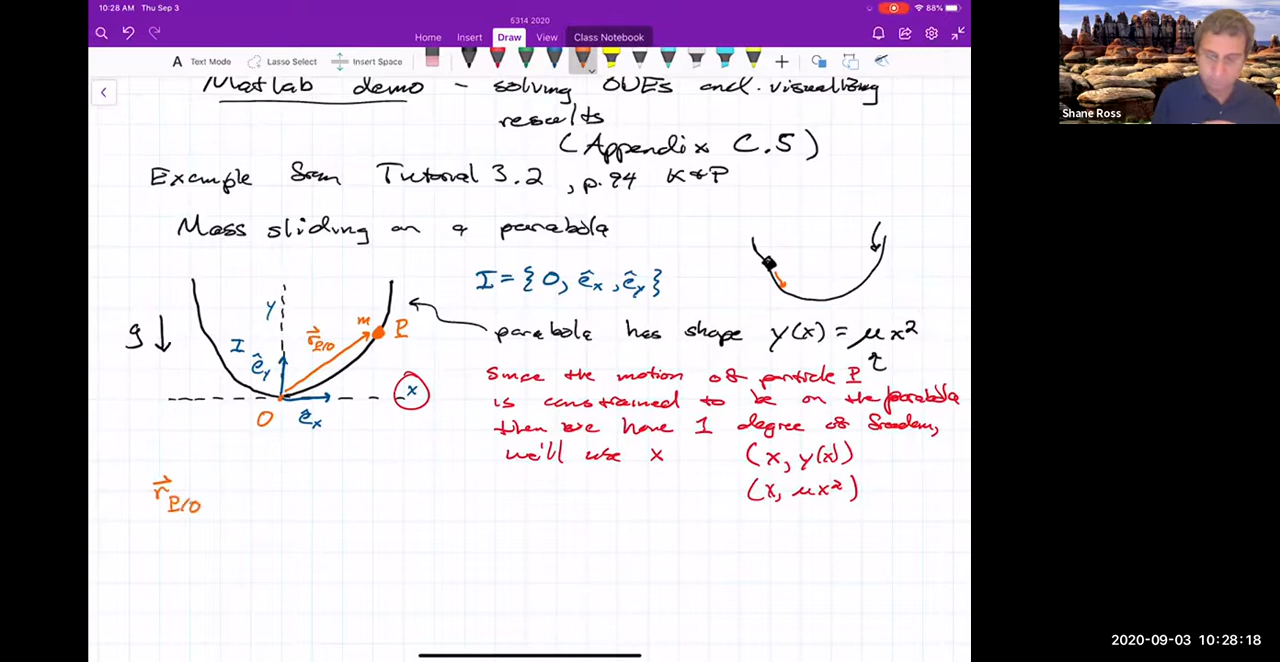 10:28 AM Thu Sep 3
88%
5314 2020
Home Insert Draw View Class Notebook
Text Mode Lasso Select Insert Space
Shane Ross
Matlab demo – solving ODEs and visualizing
results
(Appendix C.5)
Example from Tutorial 3.2, p.94 K&P
Mass sliding on a parabola
I = {O, ê_x, ê_y}
g
y
I
ê_y
r⃗_P/O
m
P
x
O
ê_x
parabola has shape y(x) = μx²
Since the motion of particle P
is constrained to be on the parabola
then we have 1 degree of freedom,
we'll use x (x, y(x))
(x, μx²)
r⃗_P/O
2020-09-03 10:28:18